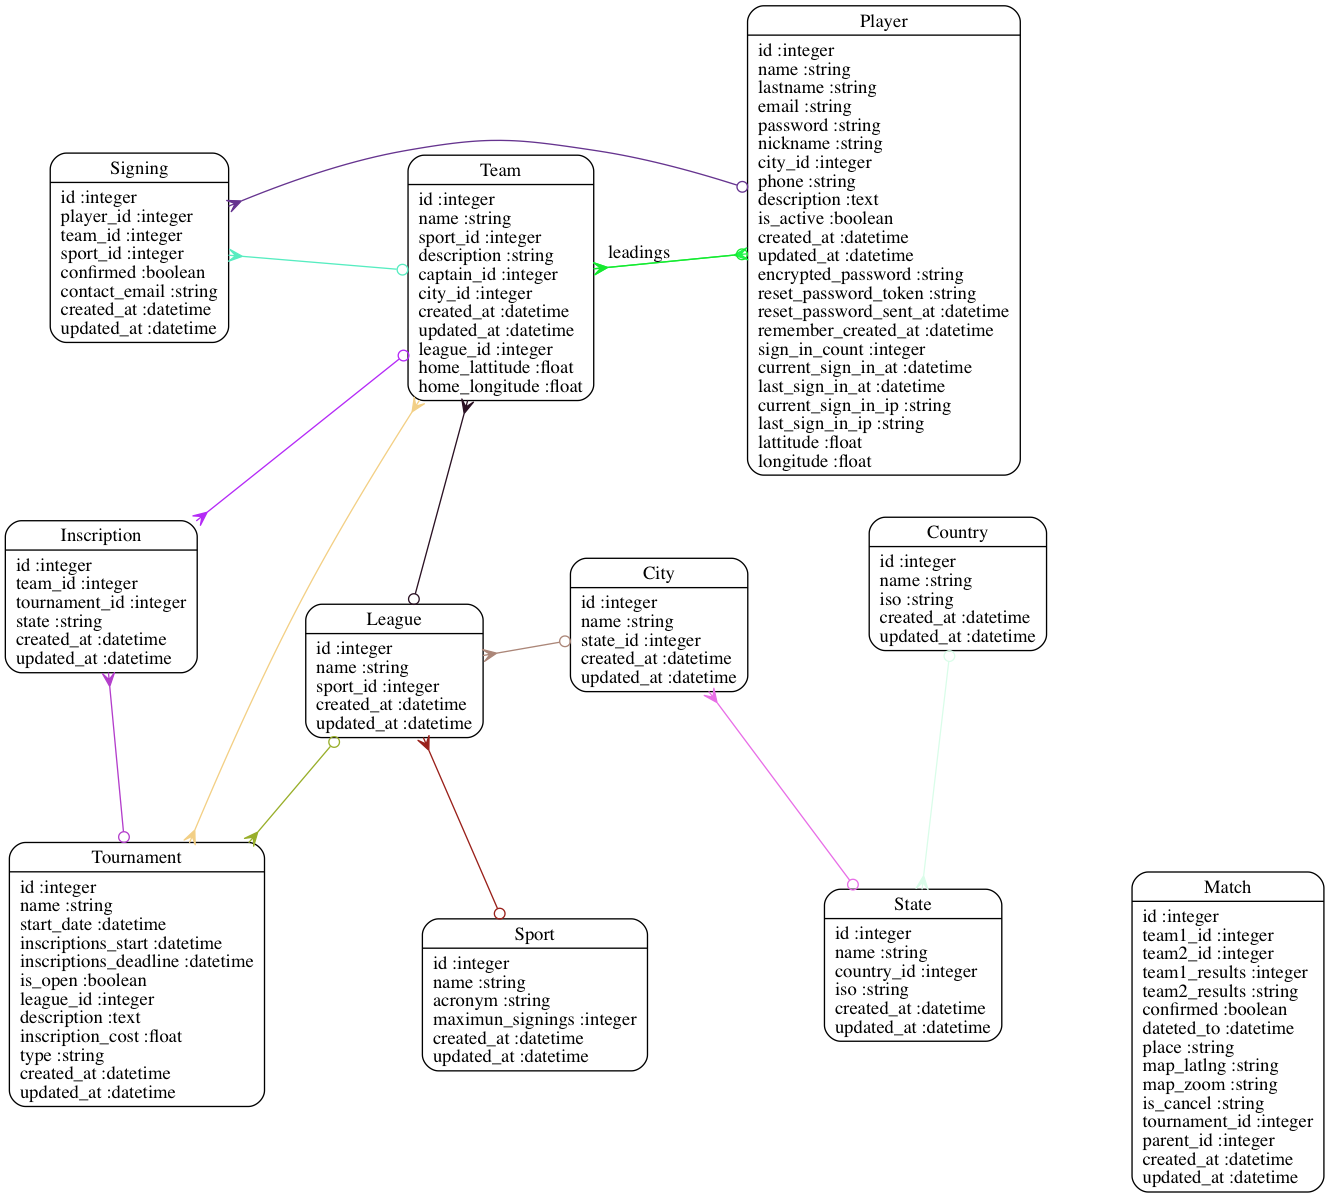 Player
id :integer
name :string
lastname :string
email :string
password :string
nickname :string
city_id :integer
phone :string
description :text
is_active :boolean
created_at :datetime
updated_at :datetime
encrypted_password :string
reset_password_token :string
reset_password_sent_at :datetime
remember_created_at :datetime
sign_in_count :integer
current_sign_in_at :datetime
last_sign_in_at :datetime
current_sign_in_ip :string
last_sign_in_ip :string
lattitude :float
longitude :float
Signing
id :integer
player_id :integer
team_id :integer
sport_id :integer
confirmed :boolean
contact_email :string
created_at :datetime
updated_at :datetime
Team
id :integer
name :string
sport_id :integer
description :string
captain_id :integer
city_id :integer
created_at :datetime
updated_at :datetime
league_id :integer
home_lattitude :float
home_longitude :float
leadings
Inscription
id :integer
team_id :integer
tournament_id :integer
state :string
created_at :datetime
updated_at :datetime
League
id :integer
name :string
sport_id :integer
created_at :datetime
updated_at :datetime
City
id :integer
name :string
state_id :integer
created_at :datetime
updated_at :datetime
Country
id :integer
name :string
iso :string
created_at :datetime
updated_at :datetime
Tournament
id :integer
name :string
start_date :datetime
inscriptions_start :datetime
inscriptions_deadline :datetime
is_open :boolean
league_id :integer
description :text
inscription_cost :float
type :string
created_at :datetime
updated_at :datetime
Sport
id :integer
name :string
acronym :string
maximun_signings :integer
created_at :datetime
updated_at :datetime
State
id :integer
name :string
country_id :integer
iso :string
created_at :datetime
updated_at :datetime
Match
id :integer
team1_id :integer
team2_id :integer
team1_results :integer
team2_results :string
confirmed :boolean
dateted_to :datetime
place :string
map_latlng :string
map_zoom :string
is_cancel :string
tournament_id :integer
parent_id :integer
created_at :datetime
updated_at :datetime